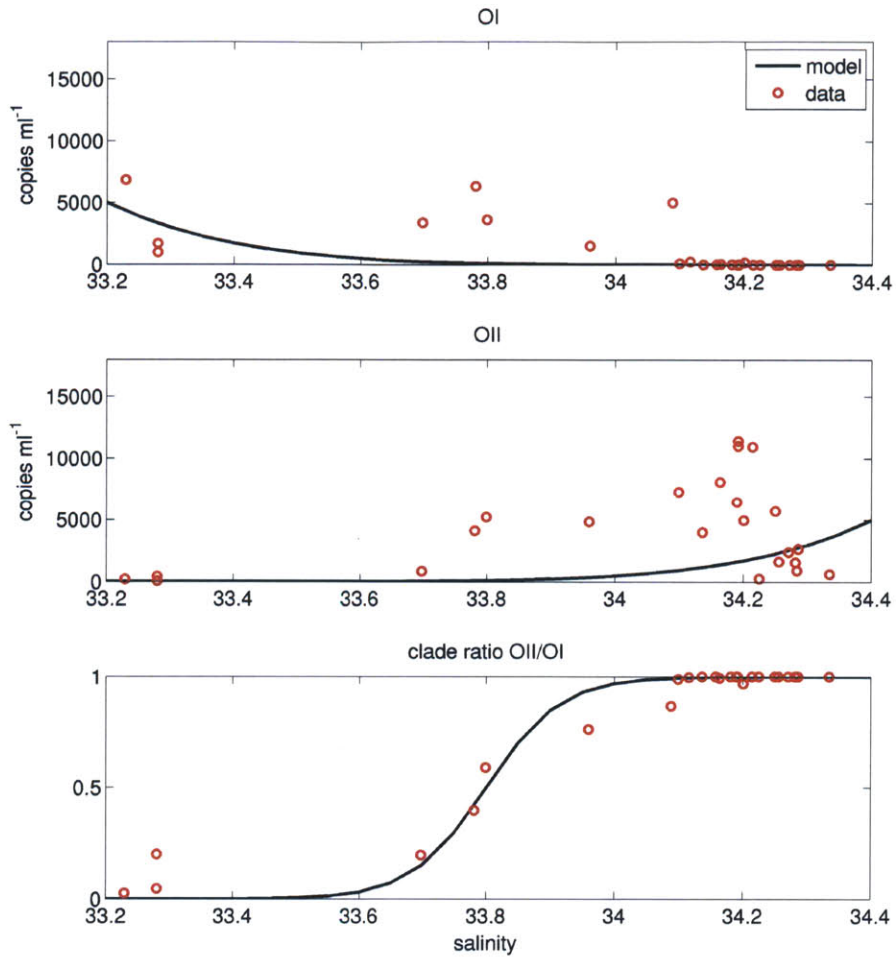 OI
15000
10000
5000
0
copies ml⁻¹
model
data
33.2 33.4 33.6 33.8 34 34.2 34.4
OII
15000
10000
5000
0
copies ml⁻¹
33.2 33.4 33.6 33.8 34 34.2 34.4
clade ratio OII/OI
1
0.5
0
33.2 33.4 33.6 33.8 34 34.2 34.4
salinity